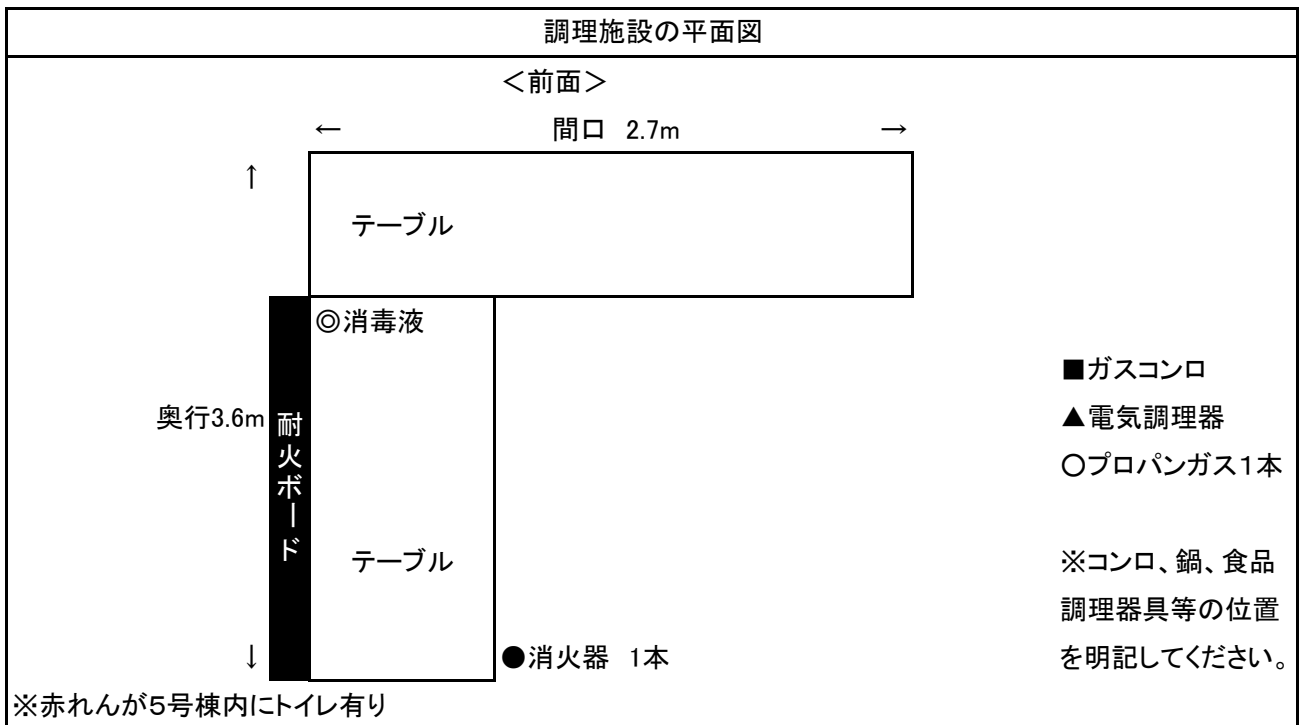 調理施設の平面図
＜前面＞
← 間口 2.7m →
↑
テーブル
◎消毒液
■ガスコンロ
奥行3.6m
耐火ボード
▲電気調理器
○プロパンガス１本
テーブル
※コンロ、鍋、食品
調理器具等の位置
↓
●消火器 1本
を明記してください。
※赤れんが５号棟内にトイレ有り